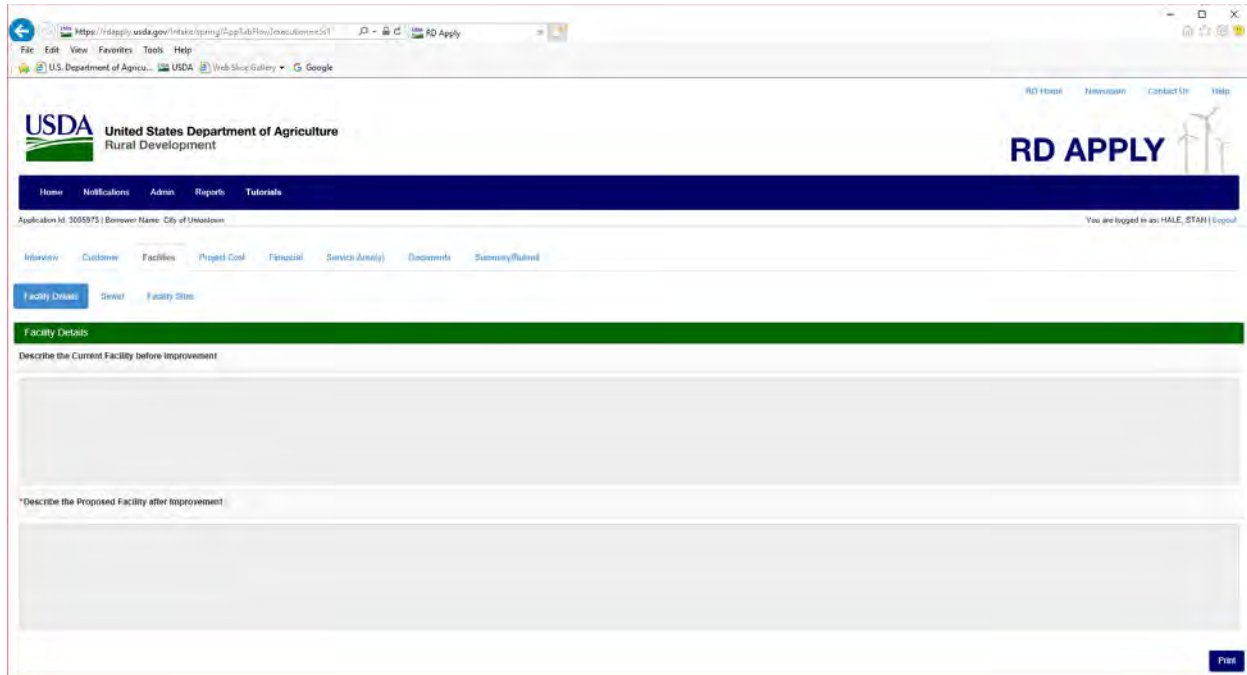 https://rdapply.usda.gov/Intake/spring/ RD Apply
File Edit View Favorites Tools Help
U.S. Department of Agricu... USDA Web Slice Gallery Google
RD Home Newsroom Contact Us Help
USDA United States Department of Agriculture
Rural Development
RD APPLY
Home Notifications Admin Reports Tutorials
Application Id: 3005973 | Borrower Name: City of Uniontown You are logged in as: HALE, STAN | Logout
Interview Customer Facilities Project Cost Financial Service Area(s) Documents Summary/Submit
Facility Details Sewer Facility Sites
Facility Details
Describe the Current Facility before Improvement
*Describe the Proposed Facility after Improvement
Print